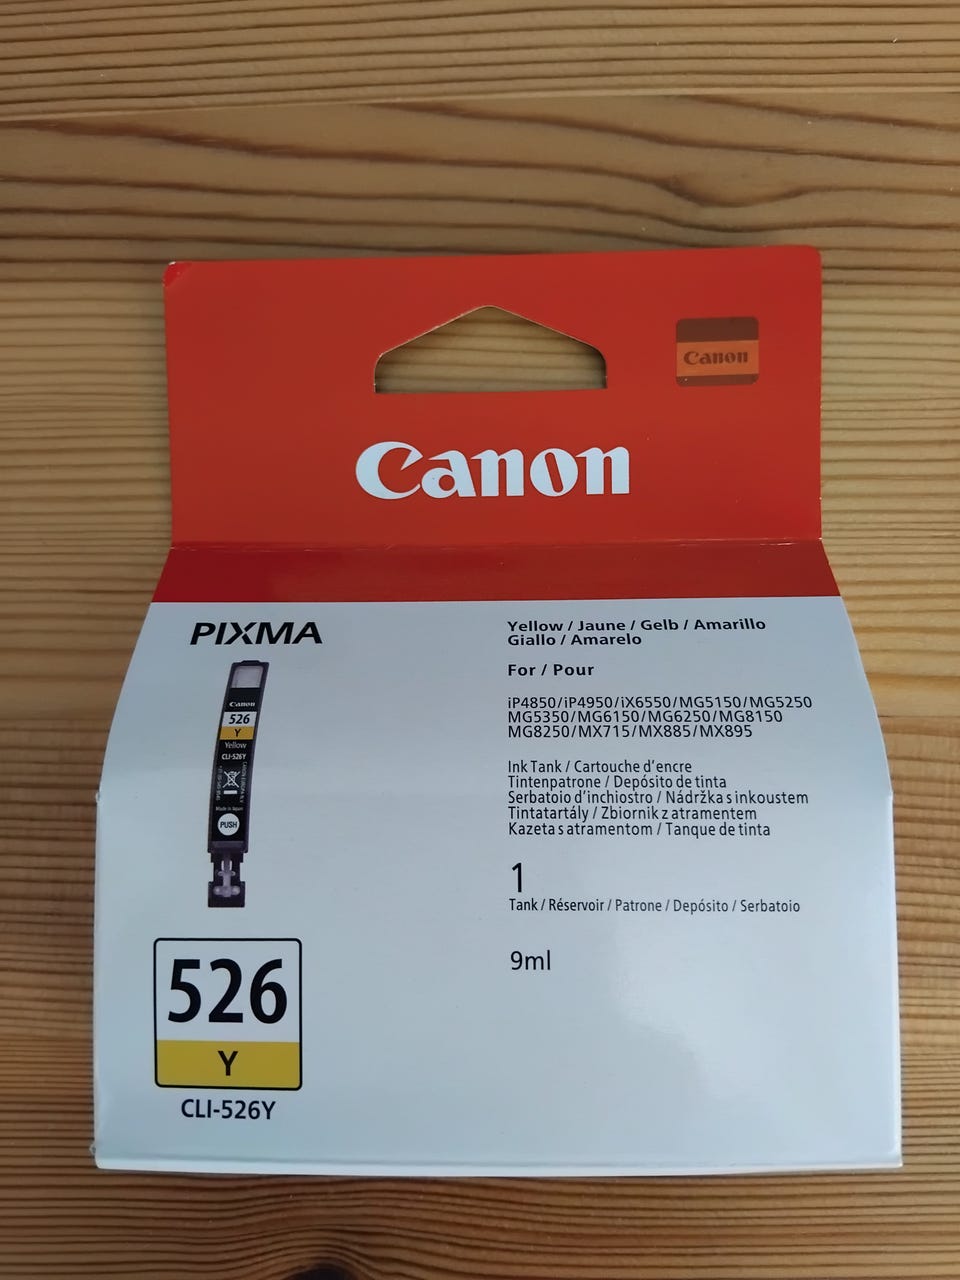 Canon
Canon
PIXMA
Canon
526
Y
Yellow
CLI-526Y
Made in Japan
PUSH
526
Y
CLI-526Y
Yellow / Jaune / Gelb / Amarillo
Giallo / Amarelo
For / Pour
iP4850/iP4950/iX6550/MG5150/MG5250
MG5350/MG6150/MG6250/MG8150
MG8250/MX715/MX885/MX895
Ink Tank / Cartouche d'encre
Tintenpatrone / Depósito de tinta
Serbatoio d'inchiostro / Nádržka s inkoustem
Tintatartály / Zbiornik z atramentem
Kazeta s atramentom / Tanque de tinta
1
Tank / Réservoir / Patrone / Depósito / Serbatoio
9ml